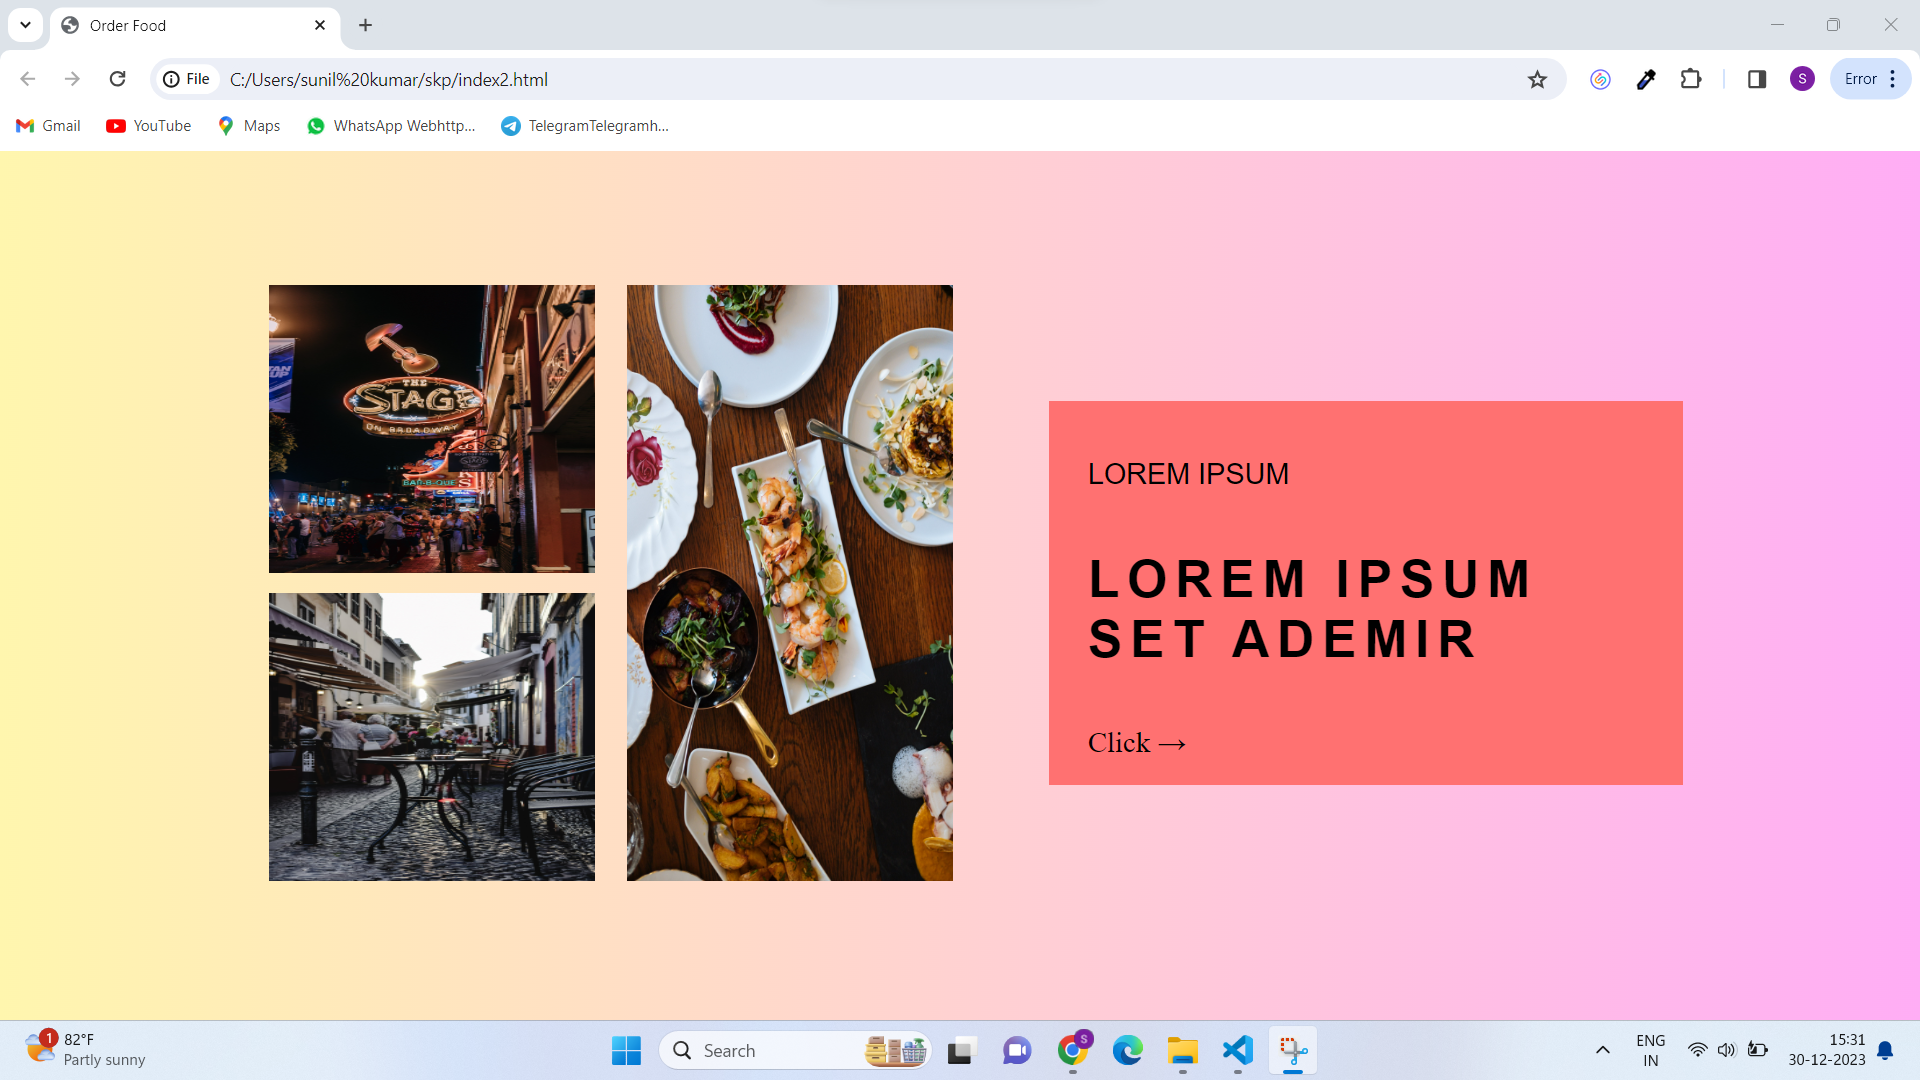 Order Food
File
C:/Users/sunil%20kumar/skp/index2.html
S
Error
Gmail
YouTube
Maps
WhatsApp Webhttp...
TelegramTelegramh...
THE
STAGE
ON BROADWAY
BAR-B-QUE
LOREM IPSUM
LOREM IPSUM
SET ADEMIR
Click →
1
82°F
Partly sunny
Search
S
ENG
IN
15:31
30-12-2023